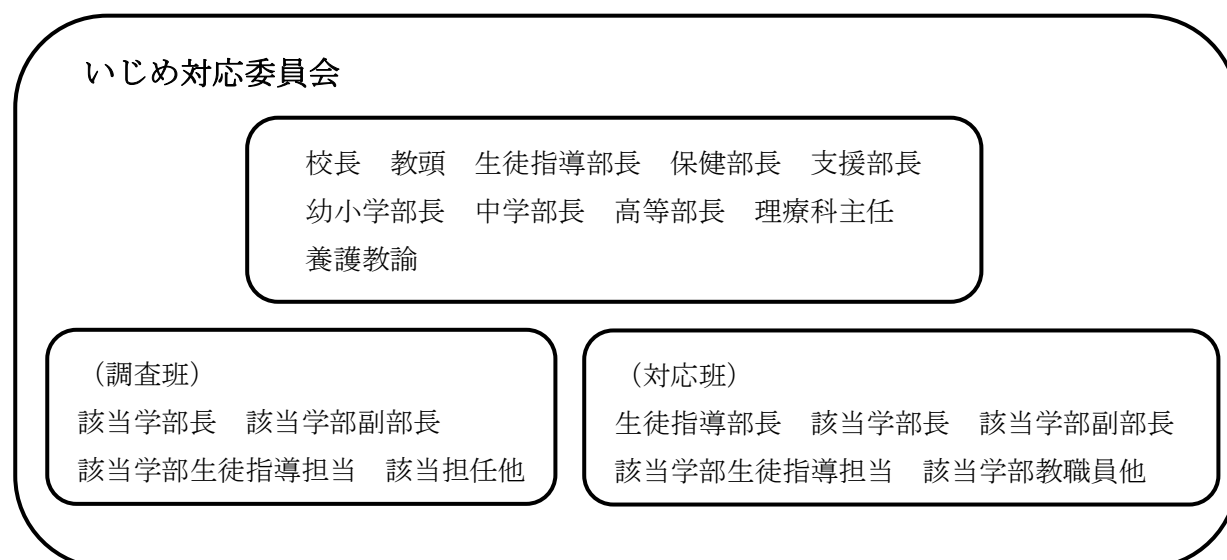 いじめ対応委員会
校長　教頭　生徒指導部長　保健部長　支援部長
幼小学部長　中学部長　高等部長　理療科主任
養護教諭
（調査班）
該当学部長　該当学部副部長
該当学部生徒指導担当　該当担任他
（対応班）
生徒指導部長　該当学部長　該当学部副部長
該当学部生徒指導担当　該当学部教職員他